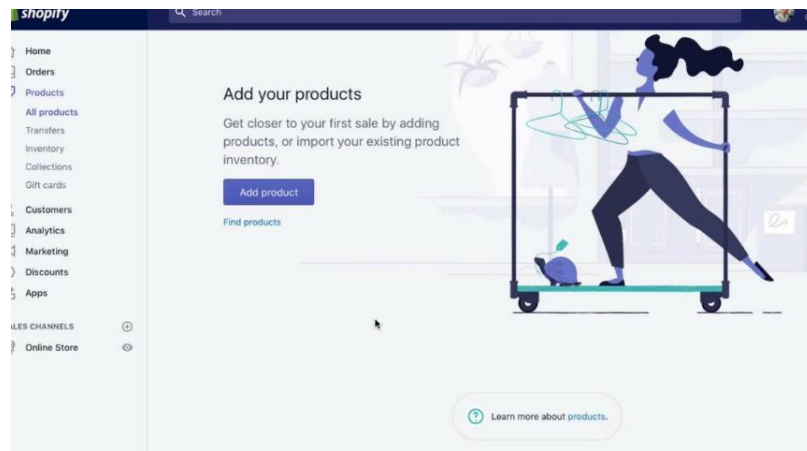 shopify
Search
Home
Orders
Products
All products
Transfers
Inventory
Collections
Gift cards
Customers
Analytics
Marketing
Discounts
Apps
Online Store
Add your products
Get closer to your first sale by adding
products, or import your existing product
inventory.
Add product
Find products
Learn more about products.